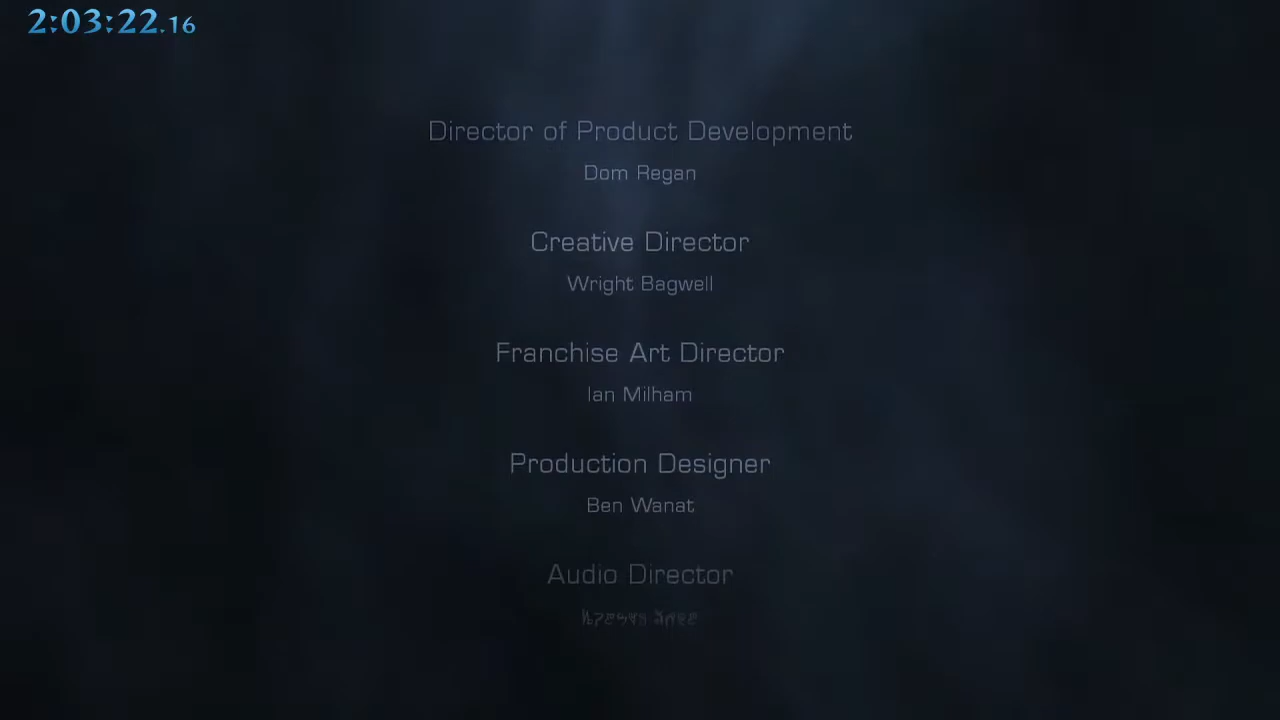 2:03:22.16
Director of Product Development
Dom Regan
Creative Director
Wright Bagwell
Franchise Art Director
Ian Milham
Production Designer
Ben Wanat
Audio Director